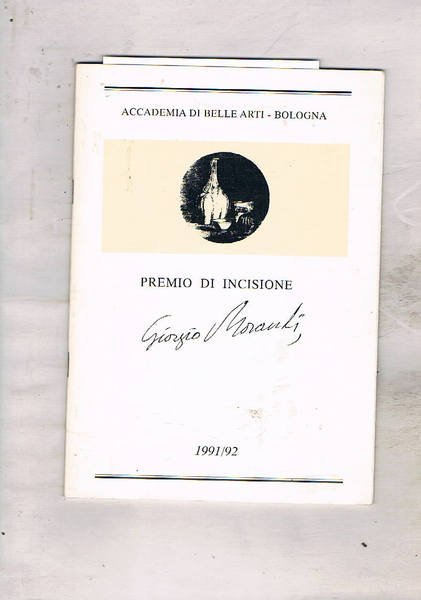 ACCADEMIA DI BELLE ARTI - BOLOGNA
PREMIO DI INCISIONE
Giorgio Morandi
1991/92